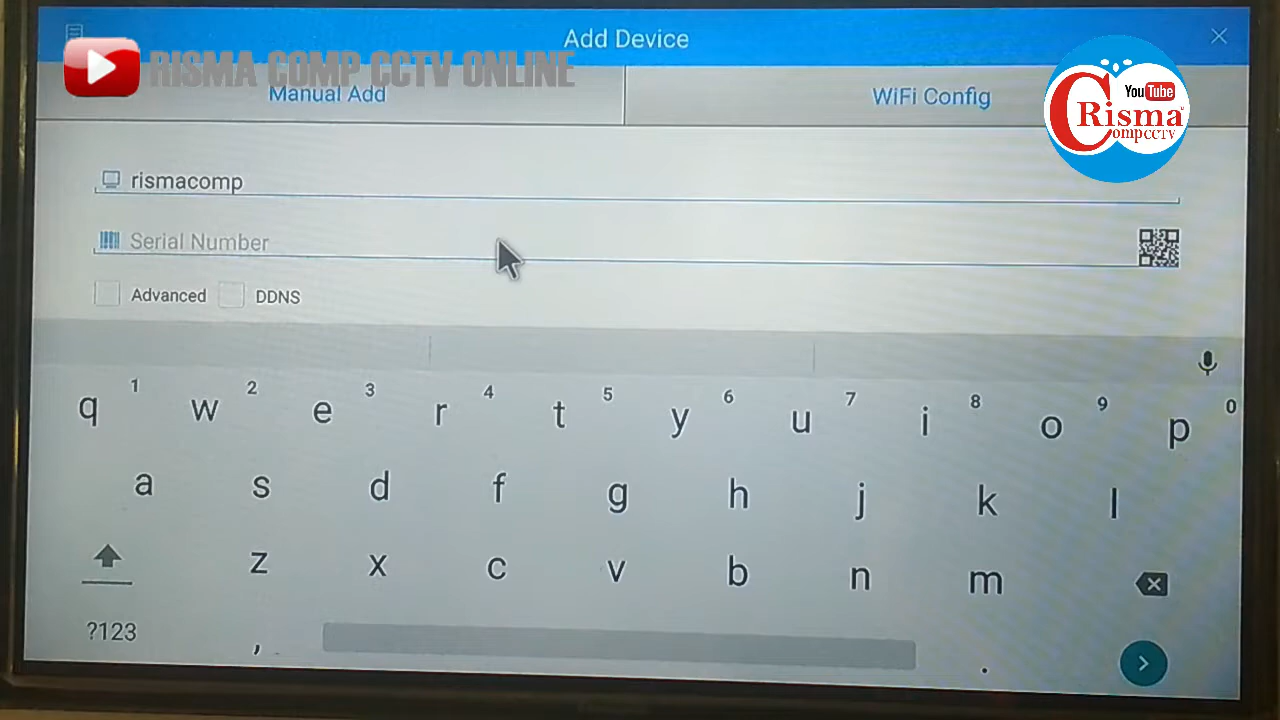 Add Device
RISMA COMP CCTV ONLINE
Manual Add
WiFi Config
YouTube
CRisma
Compcctv
rismacomp
Serial Number
Advanced DDNS
1 2 3 4 5 6 7 8 9 0
q w e r t y u i o p
a s d f g h j k l
z x c v b n m
?123 , .